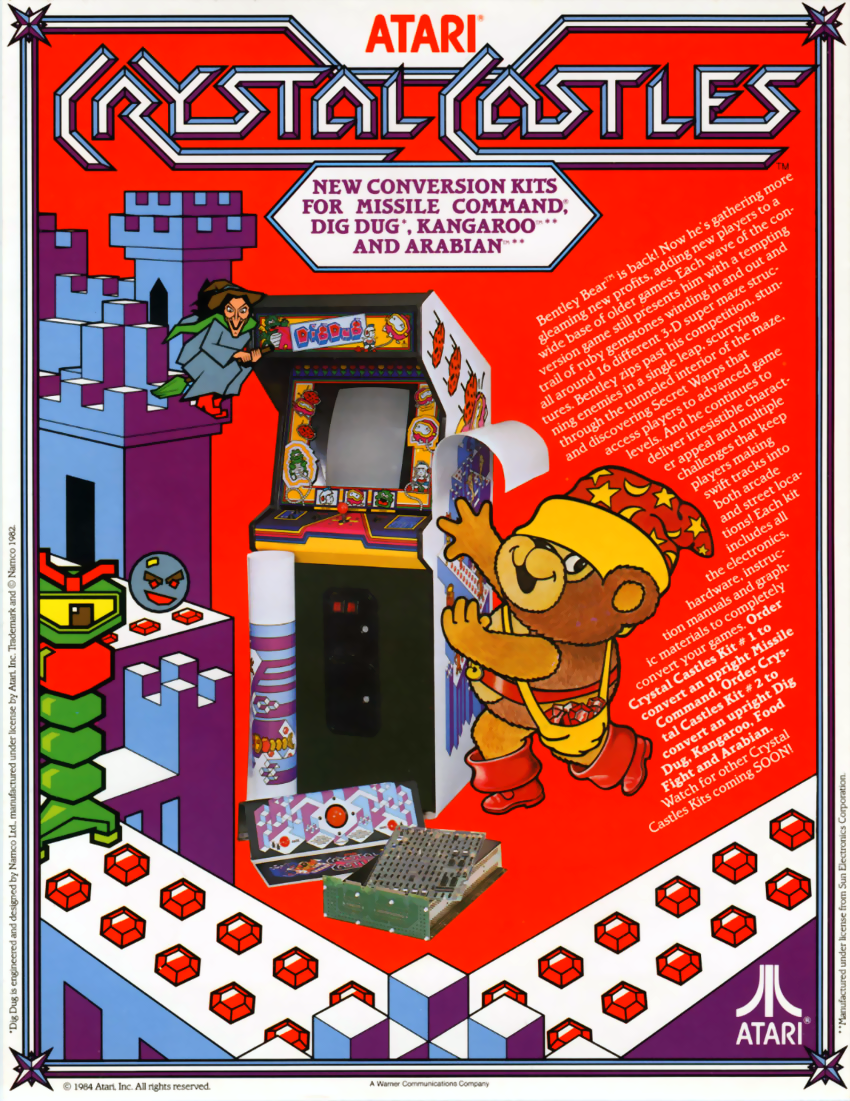 ATARI®
CRYSTAL CASTLES
TM
NEW CONVERSION KITS
FOR MISSILE COMMAND,®
DIG DUG*, KANGAROO™**
AND ARABIAN™**
Bentley Bear™ is back! Now he's gathering more
gleaming new profits, adding new players to a
wide base of older games. Each wave of the con-
version game still presents him with a tempting
trail of ruby gemstones winding in and out and
all around 16 different 3-D super maze struc-
tures. Bentley zips past his competition, stun-
ning enemies in a single leap, scurrying
through the tunneled interior of the maze,
and discovering Secret Warps that
access players to advanced game
levels. And he continues to
deliver irresistible charact-
er appeal and multiple
challenges that keep
players making
swift tracks into
both arcade
and street loca-
tions! Each kit
includes all
the electronics,
hardware, instruc-
tion manuals and graph-
ic materials to completely
convert your games. Order
Crystal Castles Kit # 1 to
convert an upright Missile
Command. Order Crys-
tal Castles Kit # 2 to
convert an upright Dig
Dug, Kangaroo, Food
Fight and Arabian.
Watch for other Crystal
Castles Kits coming SOON!
DIG DUG
*Dig Dug is engineered and designed by Namco Ltd., manufactured under license by Atari, Inc. Trademark and © Namco 1982.
**Manufactured under license from Sun Electronics Corporation.
ATARI®
© 1984 Atari, Inc. All rights reserved.
A Warner Communications Company